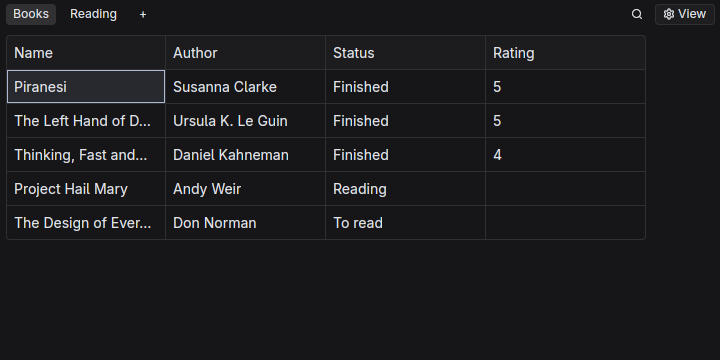 Books Reading + View
Name Author Status Rating
Piranesi Susanna Clarke Finished 5
The Left Hand of D... Ursula K. Le Guin Finished 5
Thinking, Fast and... Daniel Kahneman Finished 4
Project Hail Mary Andy Weir Reading
The Design of Ever... Don Norman To read